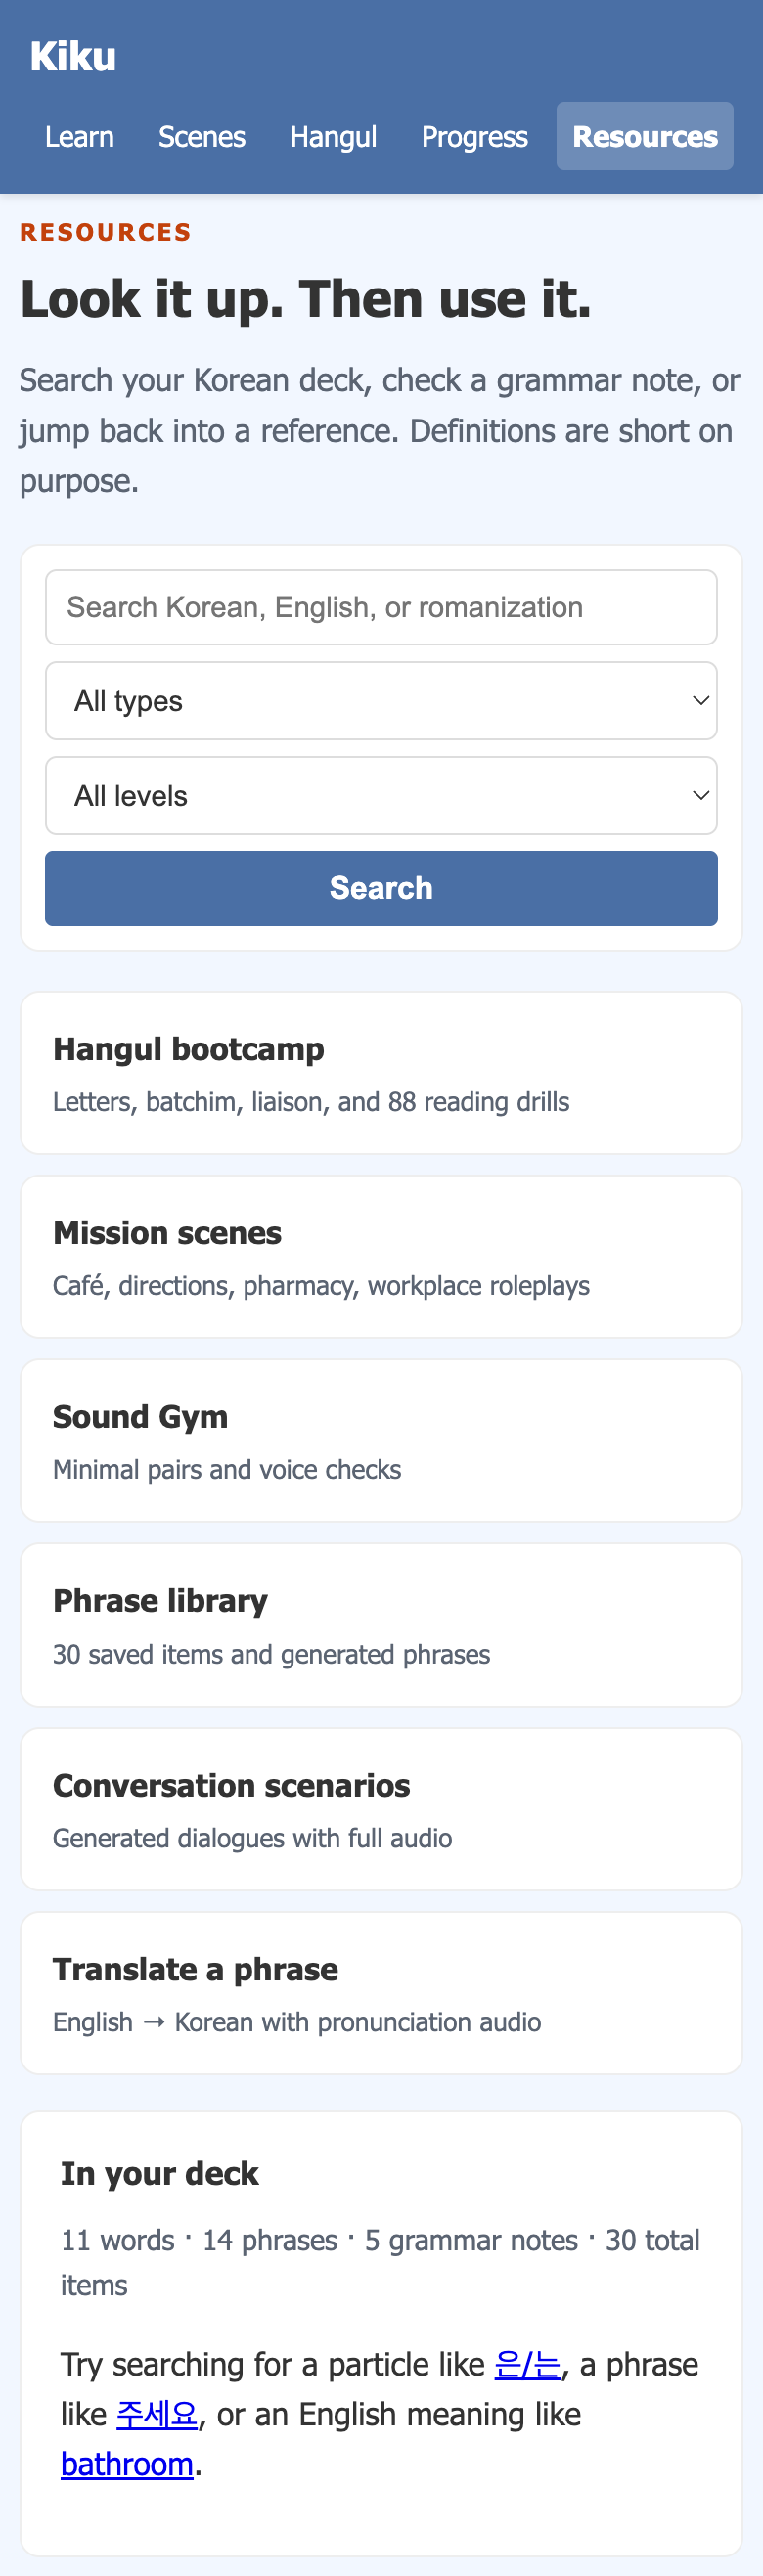 Kiku
Learn Scenes Hangul Progress Resources
RESOURCES
Look it up. Then use it.
Search your Korean deck, check a grammar note, or
jump back into a reference. Definitions are short on
purpose.
Search Korean, English, or romanization
All types
All levels
Search
Hangul bootcamp
Letters, batchim, liaison, and 88 reading drills
Mission scenes
Café, directions, pharmacy, workplace roleplays
Sound Gym
Minimal pairs and voice checks
Phrase library
30 saved items and generated phrases
Conversation scenarios
Generated dialogues with full audio
Translate a phrase
English → Korean with pronunciation audio
In your deck
11 words · 14 phrases · 5 grammar notes · 30 total
items
Try searching for a particle like 은/는, a phrase
like 주세요, or an English meaning like
bathroom.